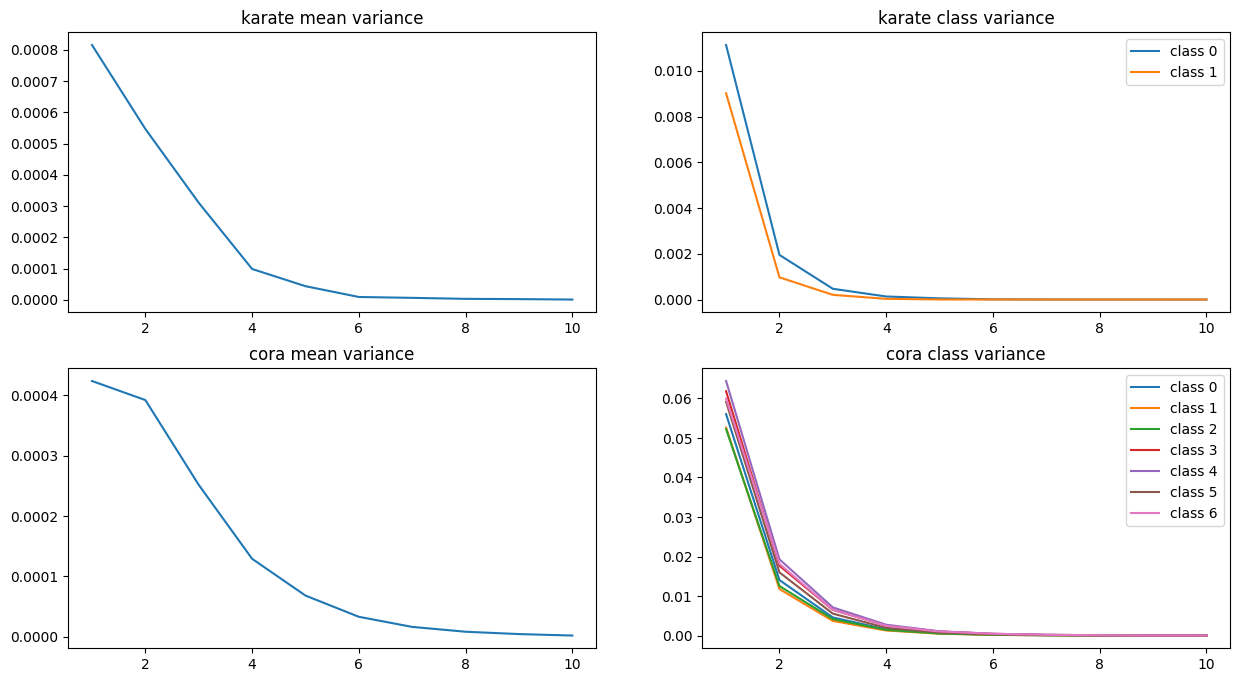 karate mean variance
0.0008
0.0007
0.0006
0.0005
0.0004
0.0003
0.0002
0.0001
0.0000
2 4 6 8 10
karate class variance
0.010
0.008
0.006
0.004
0.002
0.000
class 0
class 1
2 4 6 8 10
cora mean variance
0.0004
0.0003
0.0002
0.0001
0.0000
2 4 6 8 10
cora class variance
0.06
0.05
0.04
0.03
0.02
0.01
0.00
class 0
class 1
class 2
class 3
class 4
class 5
class 6
2 4 6 8 10